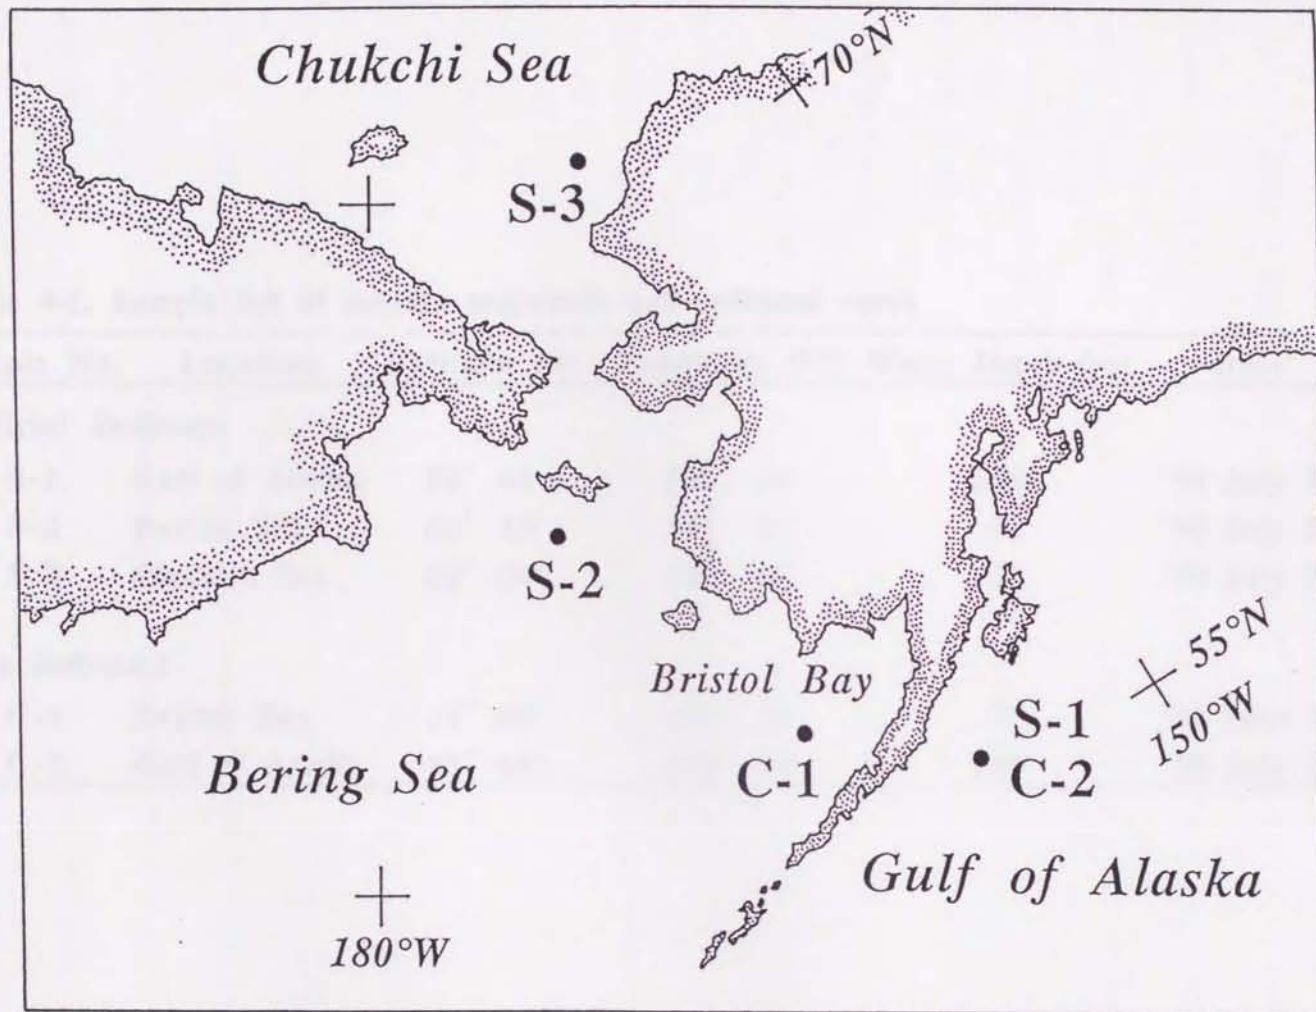 Chukchi Sea
70°N
S-3
S-2
55°N
Bristol Bay
150°W
S-1
C-1
C-2
Bering Sea
Gulf of Alaska
180°W